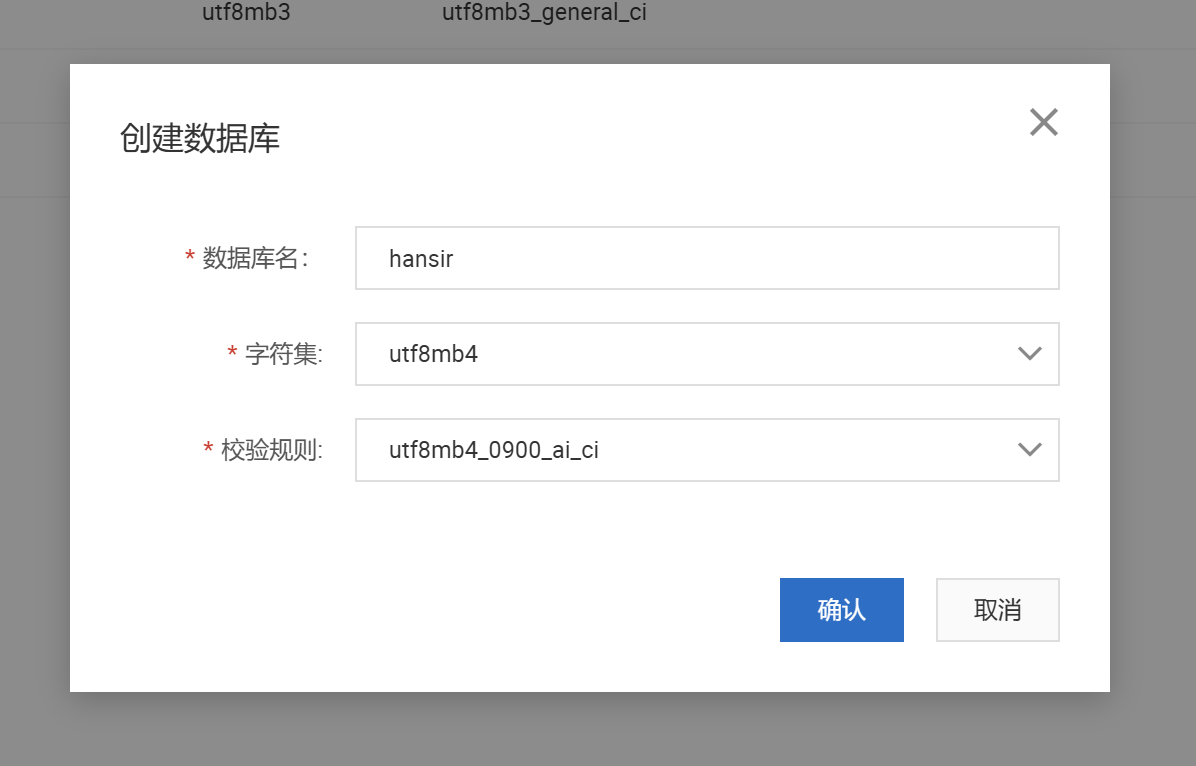 utf8mb3 utf8mb3_general_ci
创建数据库
* 数据库名：
hansir
* 字符集:
utf8mb4
* 校验规则:
utf8mb4_0900_ai_ci
确认 取消